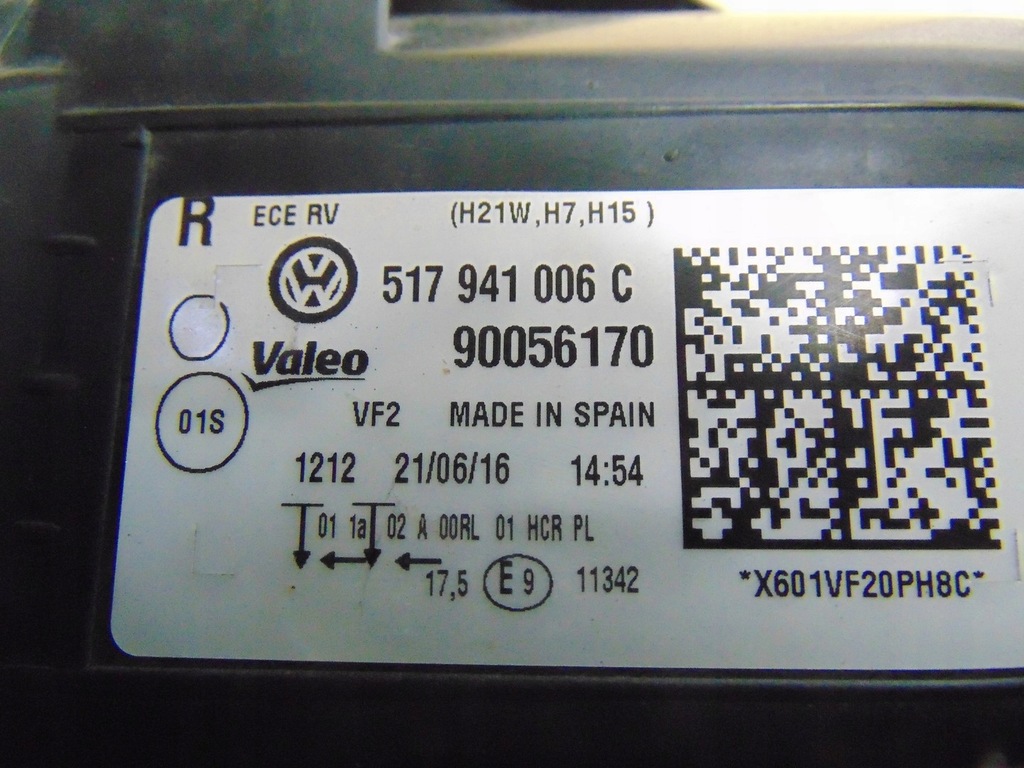 R ECE RV (H21W,H7,H15 )
517 941 006 C
90056170
Valeo
01S
VF2 MADE IN SPAIN
1212 21/06/16 14:54
01 1a 02 A 00RL 01 HCR PL
17,5 E9 11342
*X601VF20PH8C*